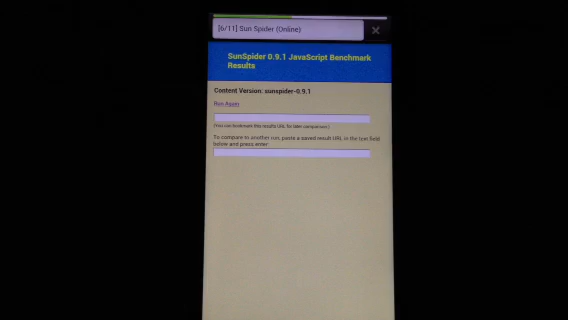 [6/11] Sun Spider (Online)
SunSpider 0.9.1 JavaScript Benchmark
Results
Content Version: sunspider-0.9.1
Run Again
(You can bookmark this results URL for later comparison.)
To compare to another run, paste a saved result URL in the text field
below and press enter: